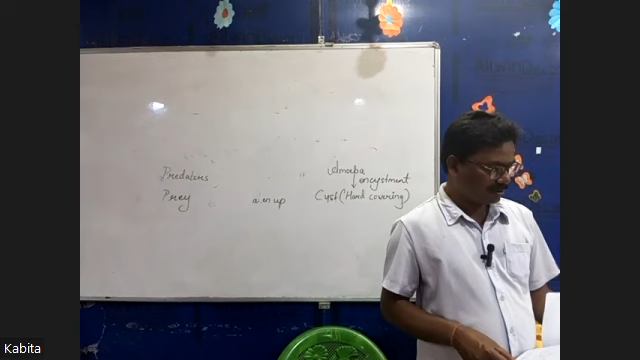 Predators
Prey
Amoeba
encystment
Cyst (Hard covering)
Kabita